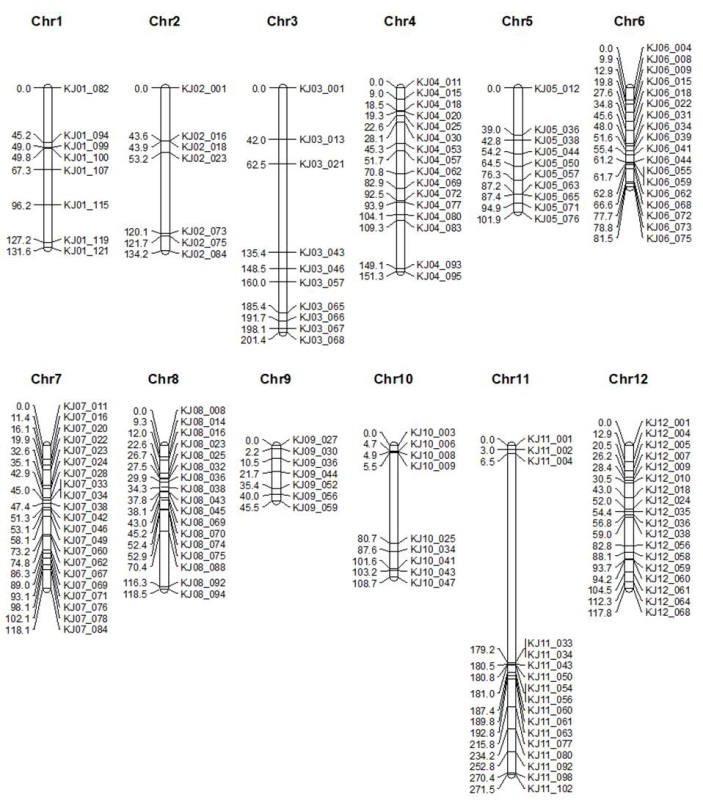 Chr1
0.0 KJ01_082
45.2 KJ01_094
49.0 KJ01_099
49.8 KJ01_100
67.3 KJ01_107
96.2 KJ01_115
127.2 KJ01_119
131.6 KJ01_121
Chr2
0.0 KJ02_001
43.6 KJ02_016
43.9 KJ02_018
53.2 KJ02_023
120.1 KJ02_073
121.7 KJ02_075
134.2 KJ02_084
Chr3
0.0 KJ03_001
42.0 KJ03_013
62.5 KJ03_021
135.4 KJ03_043
148.5 KJ03_046
160.0 KJ03_057
185.4 KJ03_065
191.7 KJ03_066
198.1 KJ03_067
201.4 KJ03_068
Chr4
0.0 KJ04_011
9.0 KJ04_015
18.5 KJ04_018
19.3 KJ04_020
22.6 KJ04_025
28.1 KJ04_030
45.3 KJ04_053
51.7 KJ04_057
70.8 KJ04_062
82.9 KJ04_069
92.5 KJ04_072
93.9 KJ04_077
104.1 KJ04_080
109.3 KJ04_083
149.1 KJ04_093
151.3 KJ04_095
Chr5
0.0 KJ05_012
39.0 KJ05_036
42.8 KJ05_038
54.2 KJ05_044
64.5 KJ05_050
76.3 KJ05_057
87.2 KJ05_063
87.4 KJ05_065
94.9 KJ05_071
101.9 KJ05_076
Chr6
0.0 KJ06_004
9.9 KJ06_008
12.9 KJ06_009
19.8 KJ06_015
27.6 KJ06_018
34.8 KJ06_022
45.6 KJ06_031
48.0 KJ06_034
51.6 KJ06_039
55.4 KJ06_041
61.2 KJ06_044
61.7 KJ06_055
KJ06_059
62.8 KJ06_062
66.6 KJ06_068
77.7 KJ06_072
78.8 KJ06_073
81.5 KJ06_075
Chr7
0.0 KJ07_011
11.4 KJ07_016
16.1 KJ07_020
19.9 KJ07_022
32.6 KJ07_023
35.1 KJ07_024
42.9 KJ07_028
45.0 KJ07_033
KJ07_034
47.4 KJ07_038
51.3 KJ07_042
53.1 KJ07_046
58.1 KJ07_049
73.2 KJ07_060
74.8 KJ07_062
86.3 KJ07_067
89.0 KJ07_069
93.1 KJ07_071
98.1 KJ07_076
102.1 KJ07_078
118.1 KJ07_084
Chr8
0.0 KJ08_008
9.3 KJ08_014
12.0 KJ08_016
22.6 KJ08_023
26.7 KJ08_025
27.5 KJ08_032
29.9 KJ08_036
34.3 KJ08_038
37.8 KJ08_043
38.1 KJ08_045
43.0 KJ08_069
45.2 KJ08_070
52.4 KJ08_074
52.9 KJ08_075
70.4 KJ08_088
116.3 KJ08_092
118.5 KJ08_094
Chr9
0.0 KJ09_027
2.2 KJ09_030
10.5 KJ09_036
21.7 KJ09_044
35.4 KJ09_052
40.0 KJ09_056
45.5 KJ09_059
Chr10
0.0 KJ10_003
4.7 KJ10_006
4.9 KJ10_008
5.5 KJ10_009
80.7 KJ10_025
87.6 KJ10_034
101.6 KJ10_041
103.2 KJ10_043
108.7 KJ10_047
Chr11
0.0 KJ11_001
3.0 KJ11_002
6.5 KJ11_004
179.2 KJ11_033
KJ11_034
180.5 KJ11_043
180.8 KJ11_050
181.0 KJ11_054
KJ11_056
187.4 KJ11_060
189.8 KJ11_061
192.8 KJ11_063
215.8 KJ11_077
234.2 KJ11_080
252.8 KJ11_092
270.4 KJ11_098
271.5 KJ11_102
Chr12
0.0 KJ12_001
12.9 KJ12_004
20.5 KJ12_005
26.2 KJ12_007
28.4 KJ12_009
30.5 KJ12_010
43.0 KJ12_018
52.0 KJ12_024
54.4 KJ12_035
56.8 KJ12_036
59.0 KJ12_038
82.8 KJ12_056
88.1 KJ12_058
93.7 KJ12_059
94.2 KJ12_060
104.5 KJ12_061
112.3 KJ12_064
117.8 KJ12_068